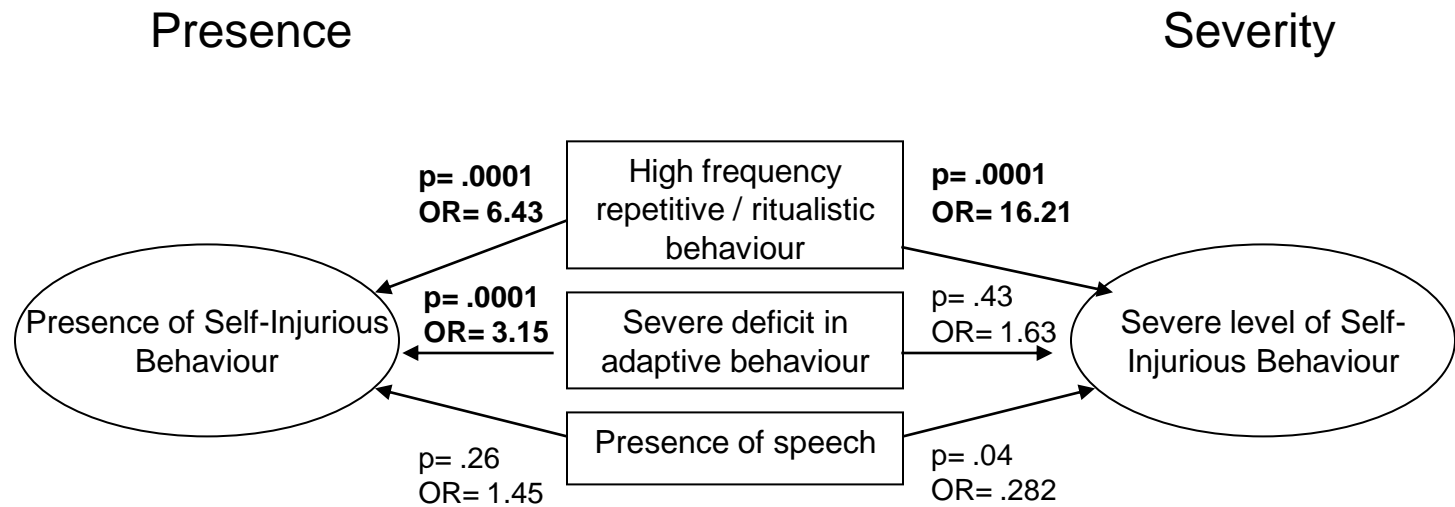 Presence
Severity
p= .0001
OR= 6.43
High frequency
repetitive / ritualistic
behaviour
p= .0001
OR= 16.21
Presence of Self-Injurious
Behaviour
p= .0001
OR= 3.15
Severe deficit in
adaptive behaviour
p= .43
OR= 1.63
Severe level of Self-
Injurious Behaviour
p= .26
OR= 1.45
Presence of speech
p= .04
OR= .282